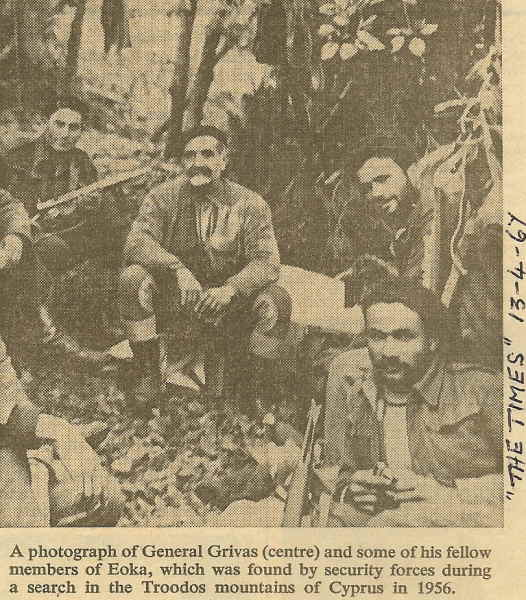 A photograph of General Grivas (centre) and some of his fellow
members of Eoka, which was found by security forces during
a search in the Troodos mountains of Cyprus in 1956.
"THE TIMES" 13-4-67